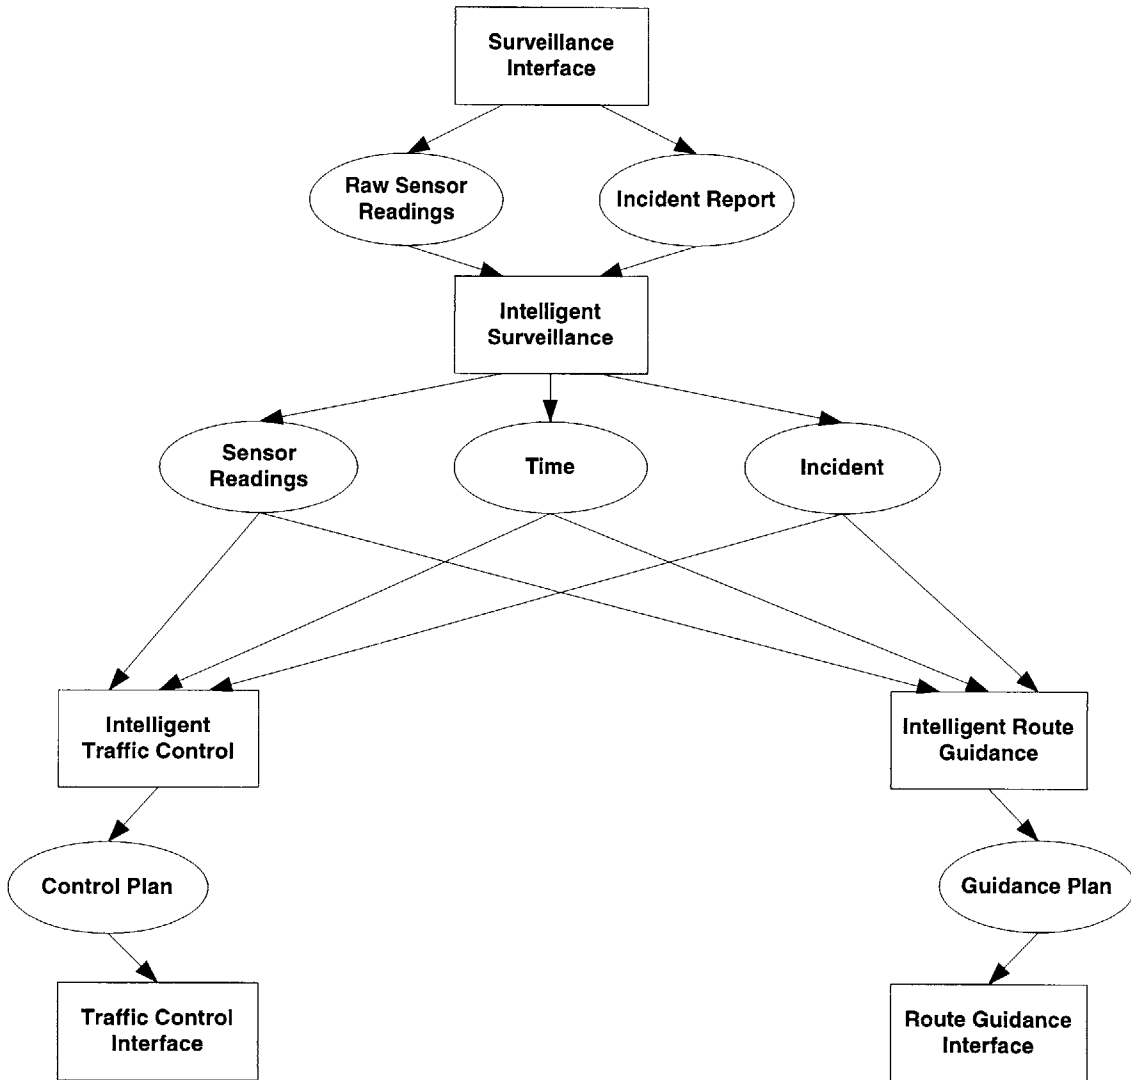 Surveillance
Interface
Raw Sensor
Readings
Incident Report
Intelligent
Surveillance
Sensor
Readings
Time
Incident
Intelligent
Traffic Control
Intelligent Route
Guidance
Control Plan
Guidance Plan
Traffic Control
Interface
Route Guidance
Interface